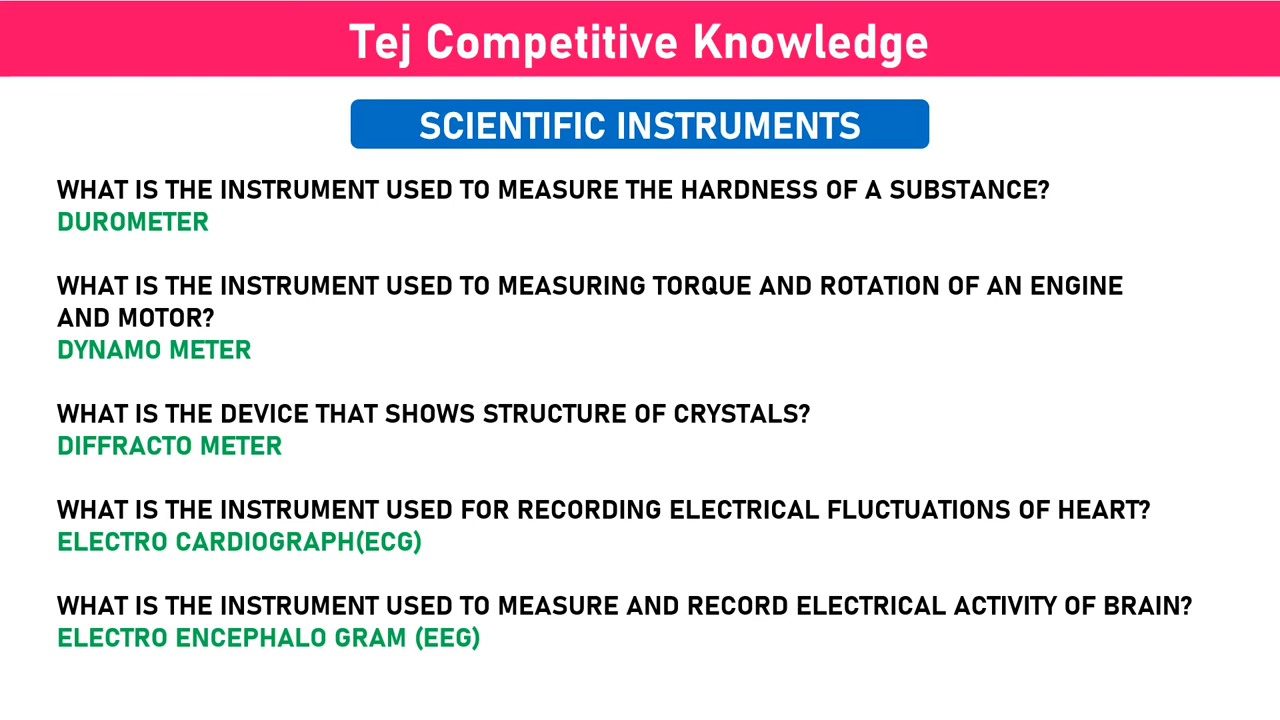 Tej Competitive Knowledge
SCIENTIFIC INSTRUMENTS
WHAT IS THE INSTRUMENT USED TO MEASURE THE HARDNESS OF A SUBSTANCE?
DUROMETER
WHAT IS THE INSTRUMENT USED TO MEASURING TORQUE AND ROTATION OF AN ENGINE
AND MOTOR?
DYNAMO METER
WHAT IS THE DEVICE THAT SHOWS STRUCTURE OF CRYSTALS?
DIFFRACTO METER
WHAT IS THE INSTRUMENT USED FOR RECORDING ELECTRICAL FLUCTUATIONS OF HEART?
ELECTRO CARDIOGRAPH(ECG)
WHAT IS THE INSTRUMENT USED TO MEASURE AND RECORD ELECTRICAL ACTIVITY OF BRAIN?
ELECTRO ENCEPHALO GRAM (EEG)